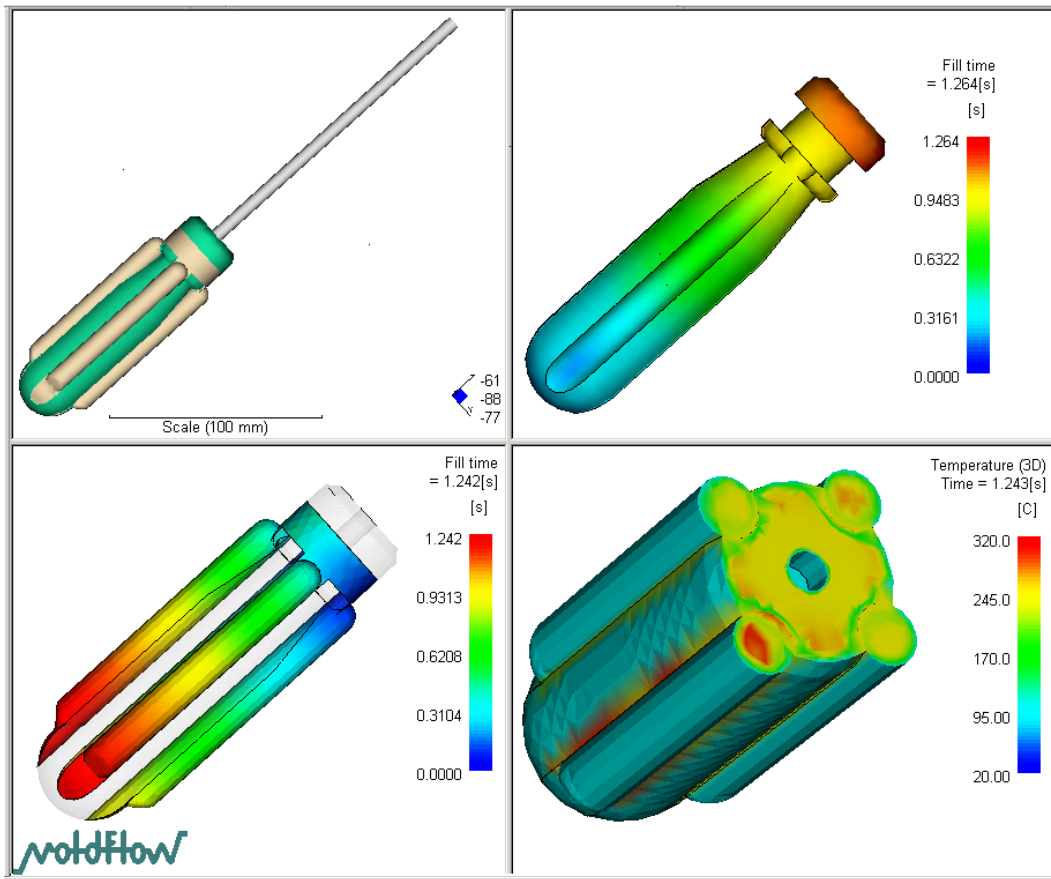 -61
-88
-77
Scale (100 mm)
Fill time
= 1.264[s]
[s]
1.264
0.9483
0.6322
0.3161
0.0000
Fill time
= 1.242[s]
[s]
1.242
0.9313
0.6208
0.3104
0.0000
moldflow
Temperature (3D)
Time = 1.243[s]
[C]
320.0
245.0
170.0
95.00
20.00